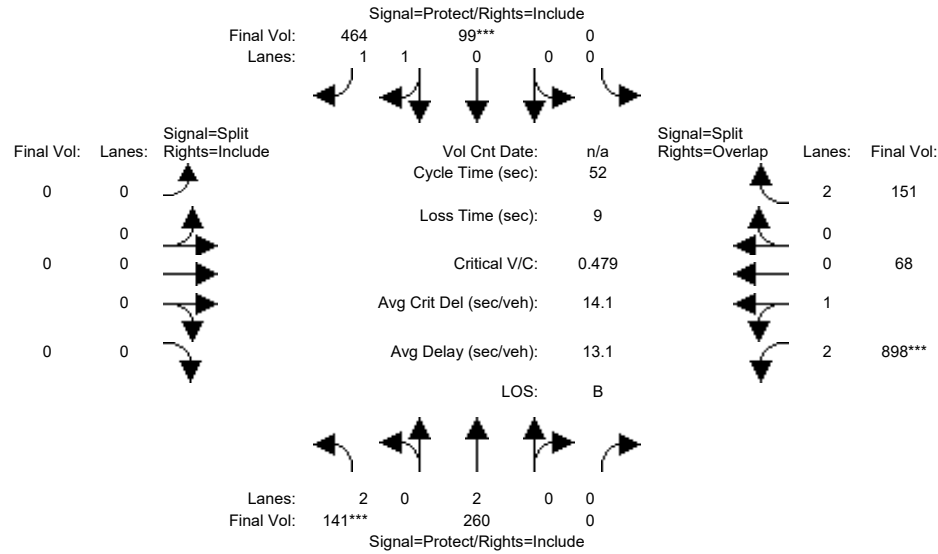 Signal=Protect/Rights=Include
Final Vol: 464 99*** 0
Lanes: 1 1 0 0 0
Signal=Split
Final Vol: Lanes: Rights=Include
Vol Cnt Date: n/a
Signal=Split
Rights=Overlap Lanes: Final Vol:
Cycle Time (sec): 52
0 0
2 151
Loss Time (sec): 9
0
0
0 0
Critical V/C: 0.479
0 68
0
Avg Crit Del (sec/veh): 14.1
1
0 0
Avg Delay (sec/veh): 13.1
2 898***
LOS: B
Lanes: 2 0 2 0 0
Final Vol: 141*** 260 0
Signal=Protect/Rights=Include